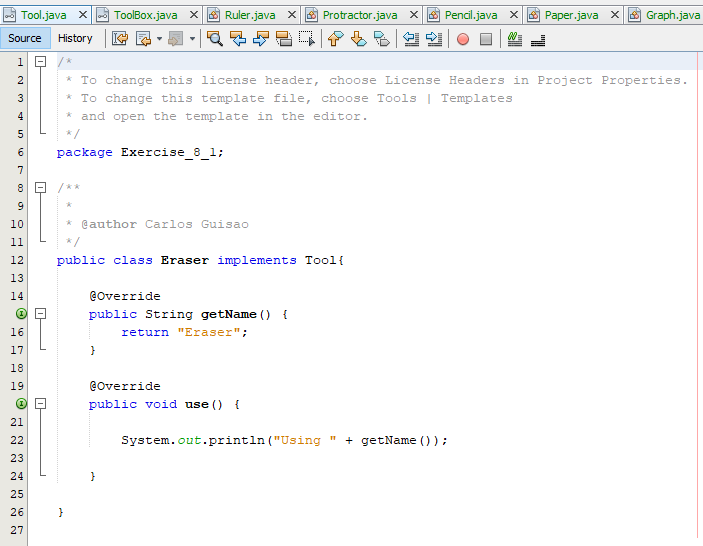 Tool.java ToolBox.java Ruler.java Protractor.java Pencil.java Paper.java Graph.java
Source History
1 /*
2 * To change this license header, choose License Headers in Project Properties.
3 * To change this template file, choose Tools | Templates
4 * and open the template in the editor.
5 */
6 package Exercise_8_1;
7
8 /**
9 *
10 * @author Carlos Guisao
11 */
12 public class Eraser implements Tool{
13
14 @Override
public String getName() {
16 return "Eraser";
17 }
18
19 @Override
public void use() {
21
22 System.out.println("Using " + getName());
23
24 }
25
26 }
27